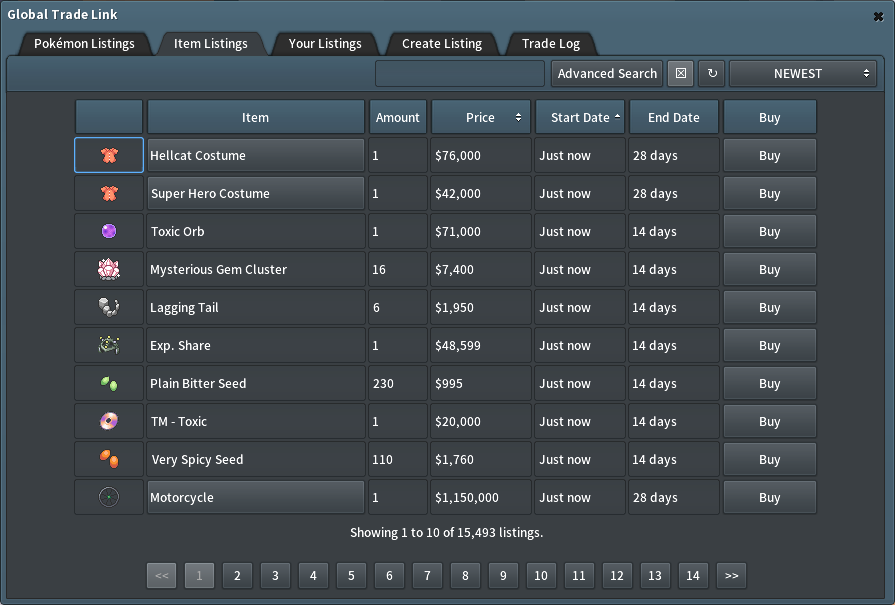 Global Trade Link
Pokémon Listings Item Listings Your Listings Create Listing Trade Log
Advanced Search NEWEST
Item Amount Price Start Date End Date Buy
Hellcat Costume 1 $76,000 Just now 28 days Buy
Super Hero Costume 1 $42,000 Just now 28 days Buy
Toxic Orb 1 $71,000 Just now 14 days Buy
Mysterious Gem Cluster 16 $7,400 Just now 14 days Buy
Lagging Tail 6 $1,950 Just now 14 days Buy
Exp. Share 1 $48,599 Just now 14 days Buy
Plain Bitter Seed 230 $995 Just now 14 days Buy
TM - Toxic 1 $20,000 Just now 14 days Buy
Very Spicy Seed 110 $1,760 Just now 14 days Buy
Motorcycle 1 $1,150,000 Just now 28 days Buy
Showing 1 to 10 of 15,493 listings.
<< 1 2 3 4 5 6 7 8 9 10 11 12 13 14 >>